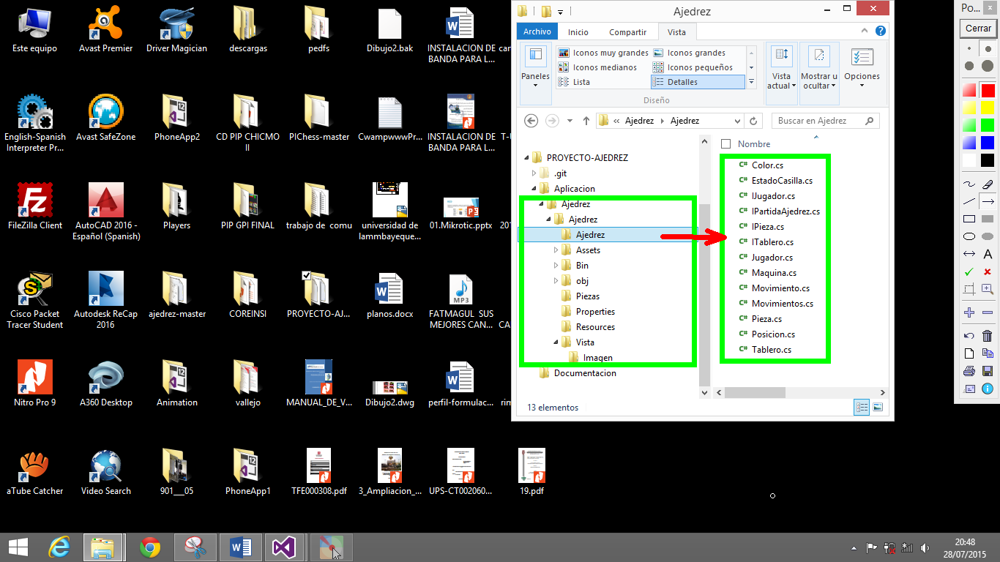 Este equipo
Avast Premier
Driver Magician
descargas
pedfs
Dibujo2.bak
INSTALACION DE
BANDA PARA L...
English-Spanish
Interpreter Pr...
Avast SafeZone
PhoneApp2
CD PIP CHICMO
II
PIChess-master
CwampwwwPr...
INSTALACION DE
BANDA PARA L...
FileZilla Client
AutoCAD 2016 -
Español (Spanish)
Players
PIP GPI FINAL
trabajo de comu
universidad de
lammbayeque...
01.Mikrotic.pptx
Cisco Packet
Tracer Student
Autodesk ReCap
2016
ajedrez-master
COREINSI
PROYECTO-AJ...
planos.docx
MP3
FATMAGUL SUS
MEJORES CAN...
Nitro Pro 9
A360 Desktop
Animation
vallejo
MANUAL_DE_V...
Dibujo2.dwg
perfil-formulac...
aTube Catcher
Video Search
901___05
PhoneApp1
TFE000308.pdf
3_Ampliacion_...
UPS-CT002060...
19.pdf
Ajedrez
Archivo
Inicio
Compartir
Vista
Paneles
Iconos muy grandes
Iconos grandes
Iconos medianos
Iconos pequeños
Lista
Detalles
Diseño
Vista
actual
Mostrar u
ocultar
Opciones
« Ajedrez
Ajedrez
Buscar en Ajedrez
PROYECTO-AJEDREZ
.git
Aplicacion
Ajedrez
Ajedrez
Ajedrez
Assets
Bin
obj
Piezas
Properties
Resources
Vista
Imagen
Documentacion
Nombre
Color.cs
EstadoCasilla.cs
IJugador.cs
IPartidaAjedrez.cs
IPieza.cs
ITablero.cs
Jugador.cs
Maquina.cs
Movimiento.cs
Movimientos.cs
Pieza.cs
Posicion.cs
Tablero.cs
13 elementos
Po...
Cerrar
A
20:48
28/07/2015